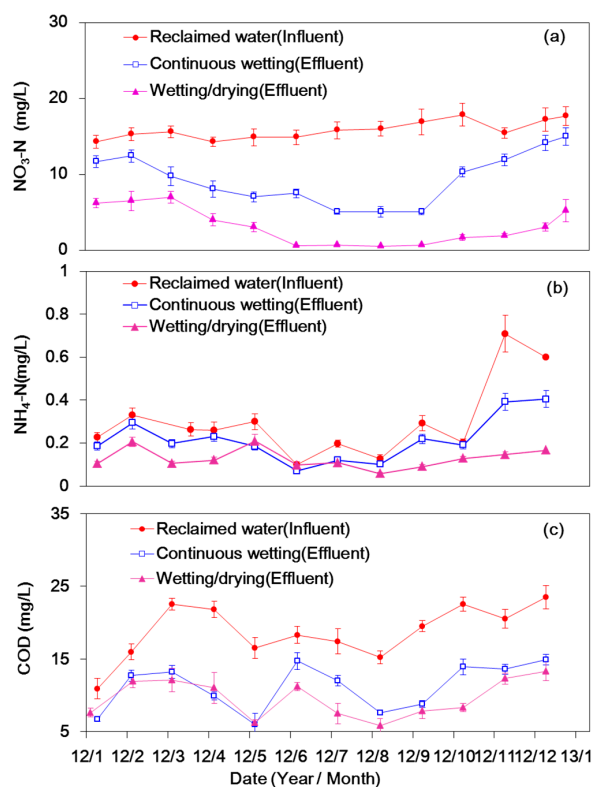 30
20
10
0
NO3-N (mg/L)
Reclaimed water(Influent)
Continuous wetting(Effluent)
Wetting/drying(Effluent)
(a)
1
0.8
0.6
0.4
0.2
0
NH4-N(mg/L)
Reclaimed water(Influent)
Continuous wetting(Effluent)
Wetting/drying(Effluent)
(b)
35
25
15
5
COD (mg/L)
Reclaimed water(Influent)
Continuous wetting(Effluent)
Wetting/drying(Effluent)
(c)
12/1 12/2 12/3 12/4 12/5 12/6 12/7 12/8 12/9 12/10 12/11 12/12 13/1
Date (Year / Month)